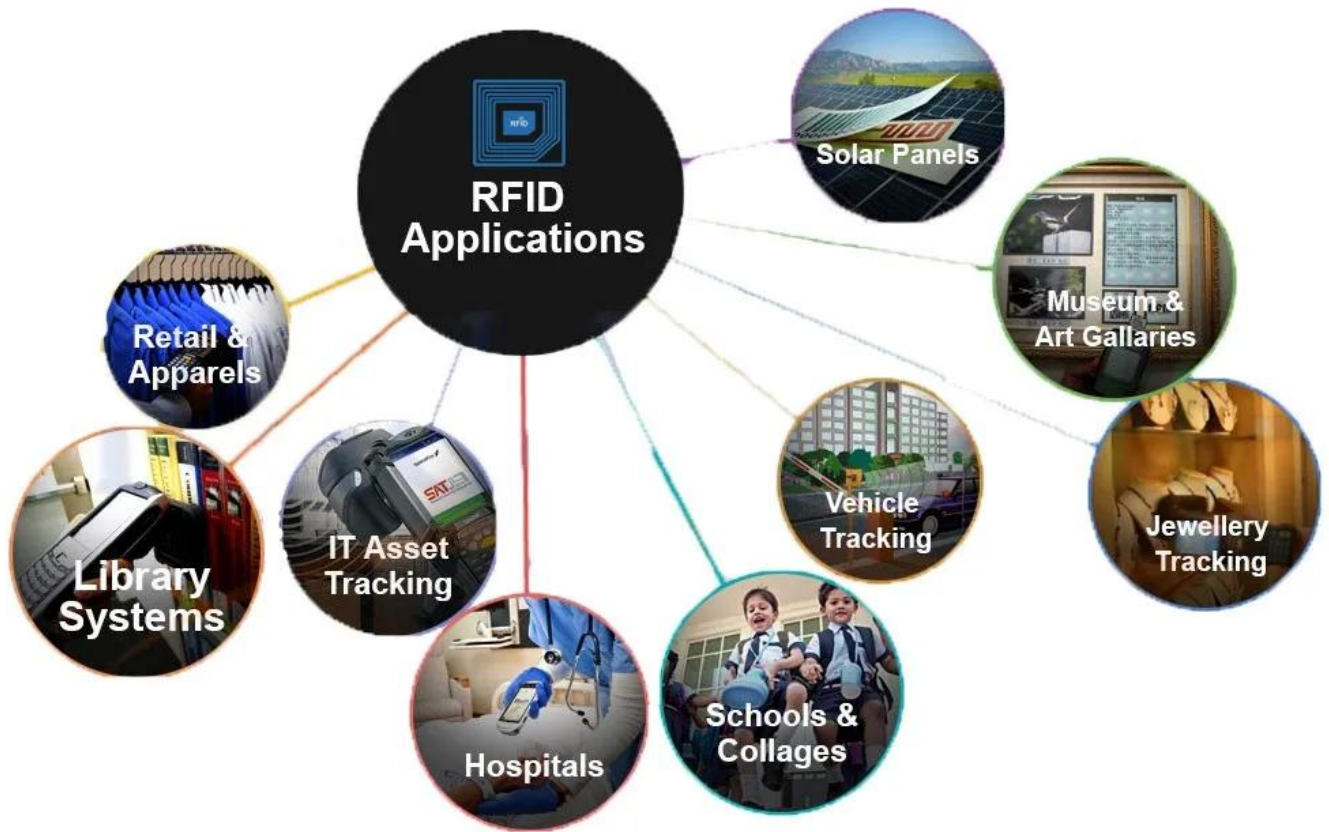 RFID
RFID
Applications
Solar Panels
Museum &
Art Gallaries
Retail &
Apparels
Vehicle
Tracking
Jewellery
Tracking
IT Asset
Tracking
SAT
Library
Systems
Schools &
Collages
Hospitals